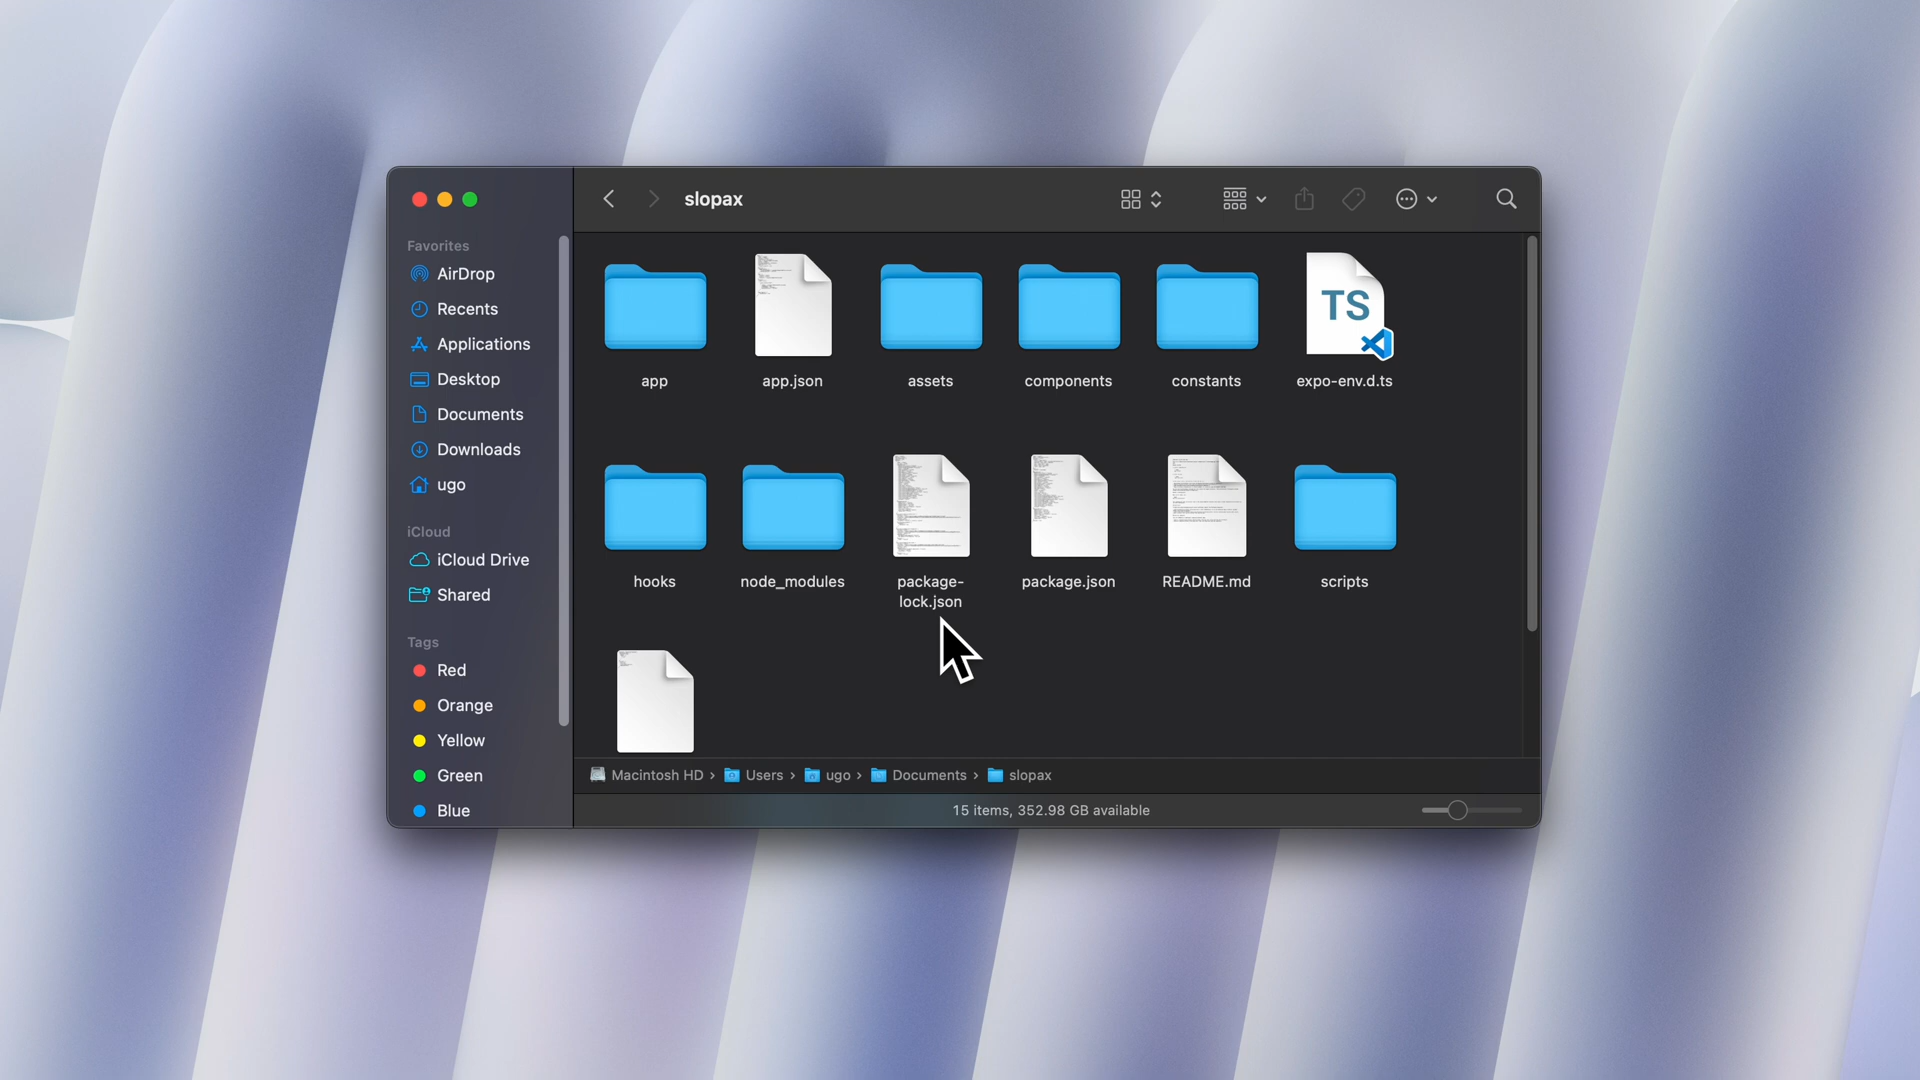 slopax
Favorites
AirDrop
Recents
Applications
Desktop
Documents
Downloads
ugo
iCloud
iCloud Drive
Shared
Tags
Red
Orange
Yellow
Green
Blue
app
app.json
assets
components
constants
TS
expo-env.d.ts
hooks
node_modules
package-
lock.json
package.json
README.md
scripts
Macintosh HD › Users › ugo › Documents › slopax
15 items, 352.98 GB available